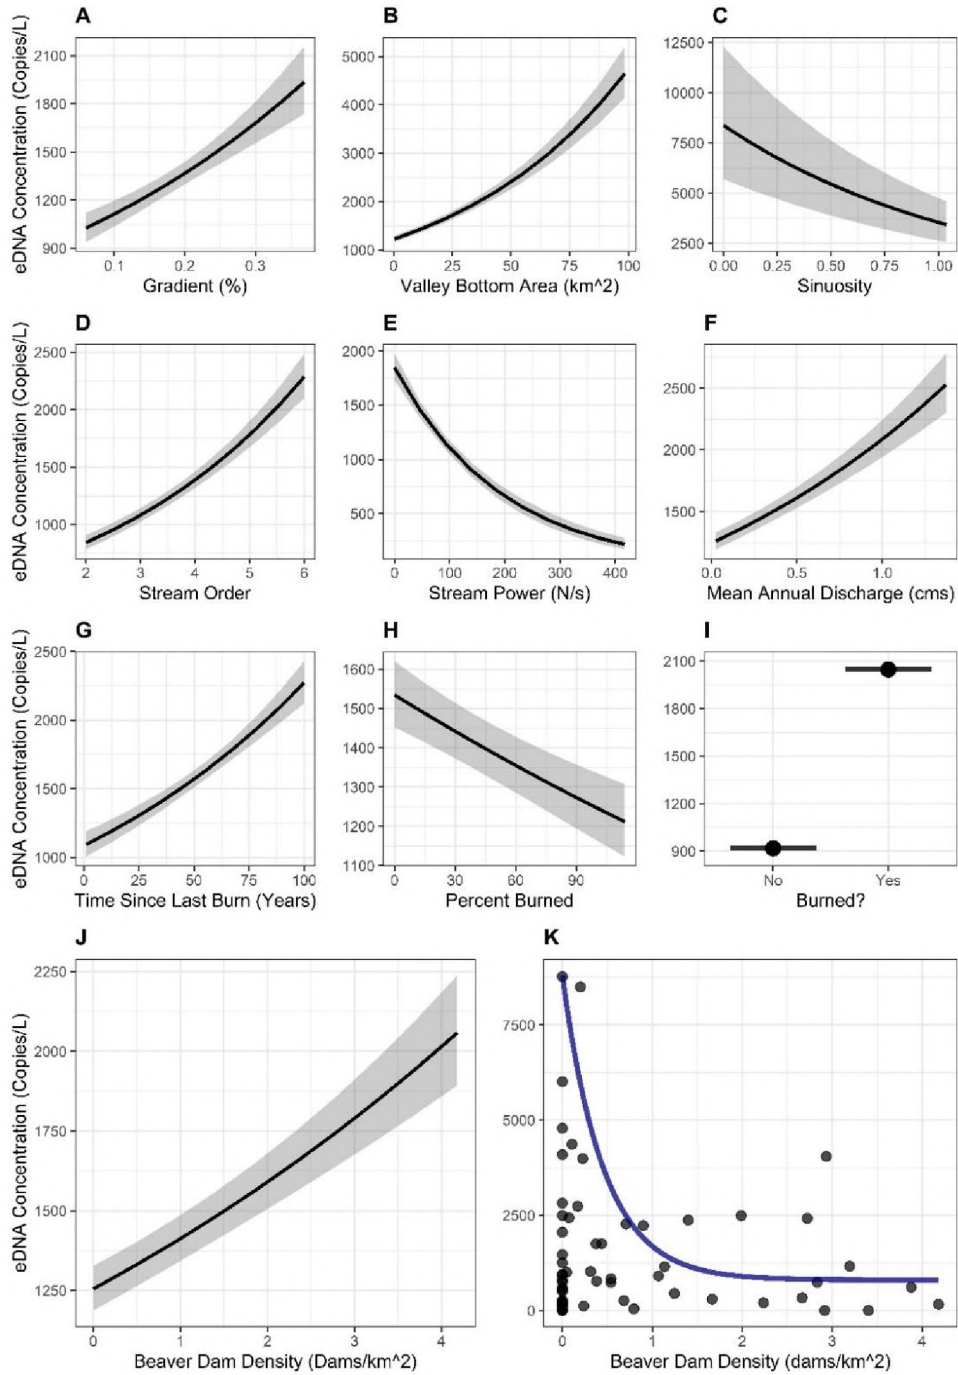 A B C
eDNA Concentration (Copies/L)
2100
1800
1500
1200
900
0.1 0.2 0.3
Gradient (%)
5000
4000
3000
2000
1000
0 25 50 75 100
Valley Bottom Area (km^2)
12500
10000
7500
5000
2500
0.00 0.25 0.50 0.75 1.00
Sinuosity
D E F
eDNA Concentration (Copies/L)
2500
2000
1500
1000
2 3 4 5 6
Stream Order
2000
1500
1000
500
0 100 200 300 400
Stream Power (N/s)
2500
2000
1500
0.0 0.5 1.0
Mean Annual Discharge (cms)
G H I
eDNA Concentration (Copies/L)
2500
2000
1500
1000
0 25 50 75 100
Time Since Last Burn (Years)
1600
1500
1400
1300
1200
1100
0 30 60 90
Percent Burned
2100
1800
1500
1200
900
No Yes
Burned?
J K
eDNA Concentration (Copies/L)
2250
2000
1750
1500
1250
0 1 2 3 4
Beaver Dam Density (Dams/km^2)
7500
5000
2500
0
0 1 2 3 4
Beaver Dam Density (dams/km^2)